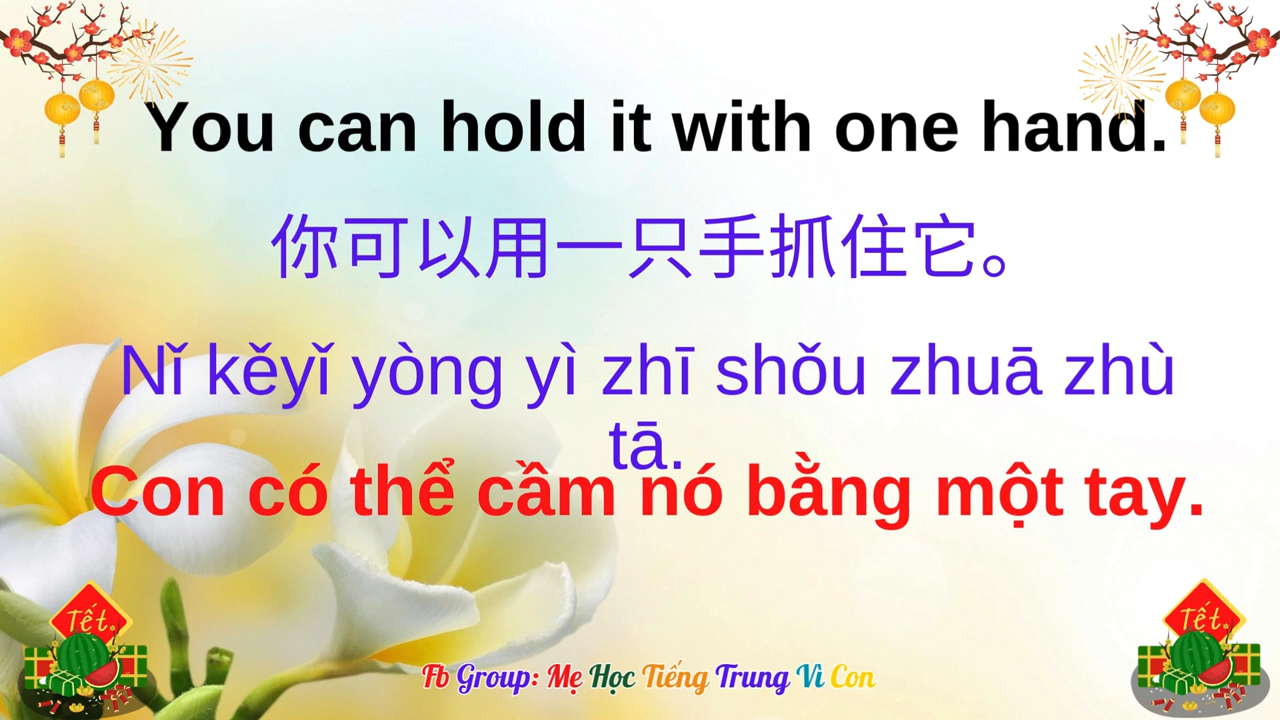 You can hold it with one hand.
你可以用一只手抓住它。
Nǐ kěyǐ yòng yì zhī shǒu zhuā zhù
tā.
Con có thể cầm nó bằng một tay.
Tết
Tết
Fb Group: Mẹ Học Tiếng Trung Vì Con